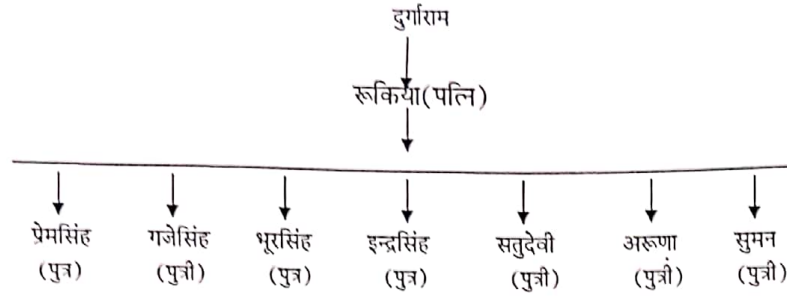 दुर्गाराम
रूकिया(पत्नि)
प्रेमसिंह गजेसिंह भूरसिंह इन्द्रसिंह सतुदेवी अरूणा सुमन
(पुत्र) (पुत्री) (पुत्र) (पुत्र) (पुत्री) (पुत्री) (पुत्री)